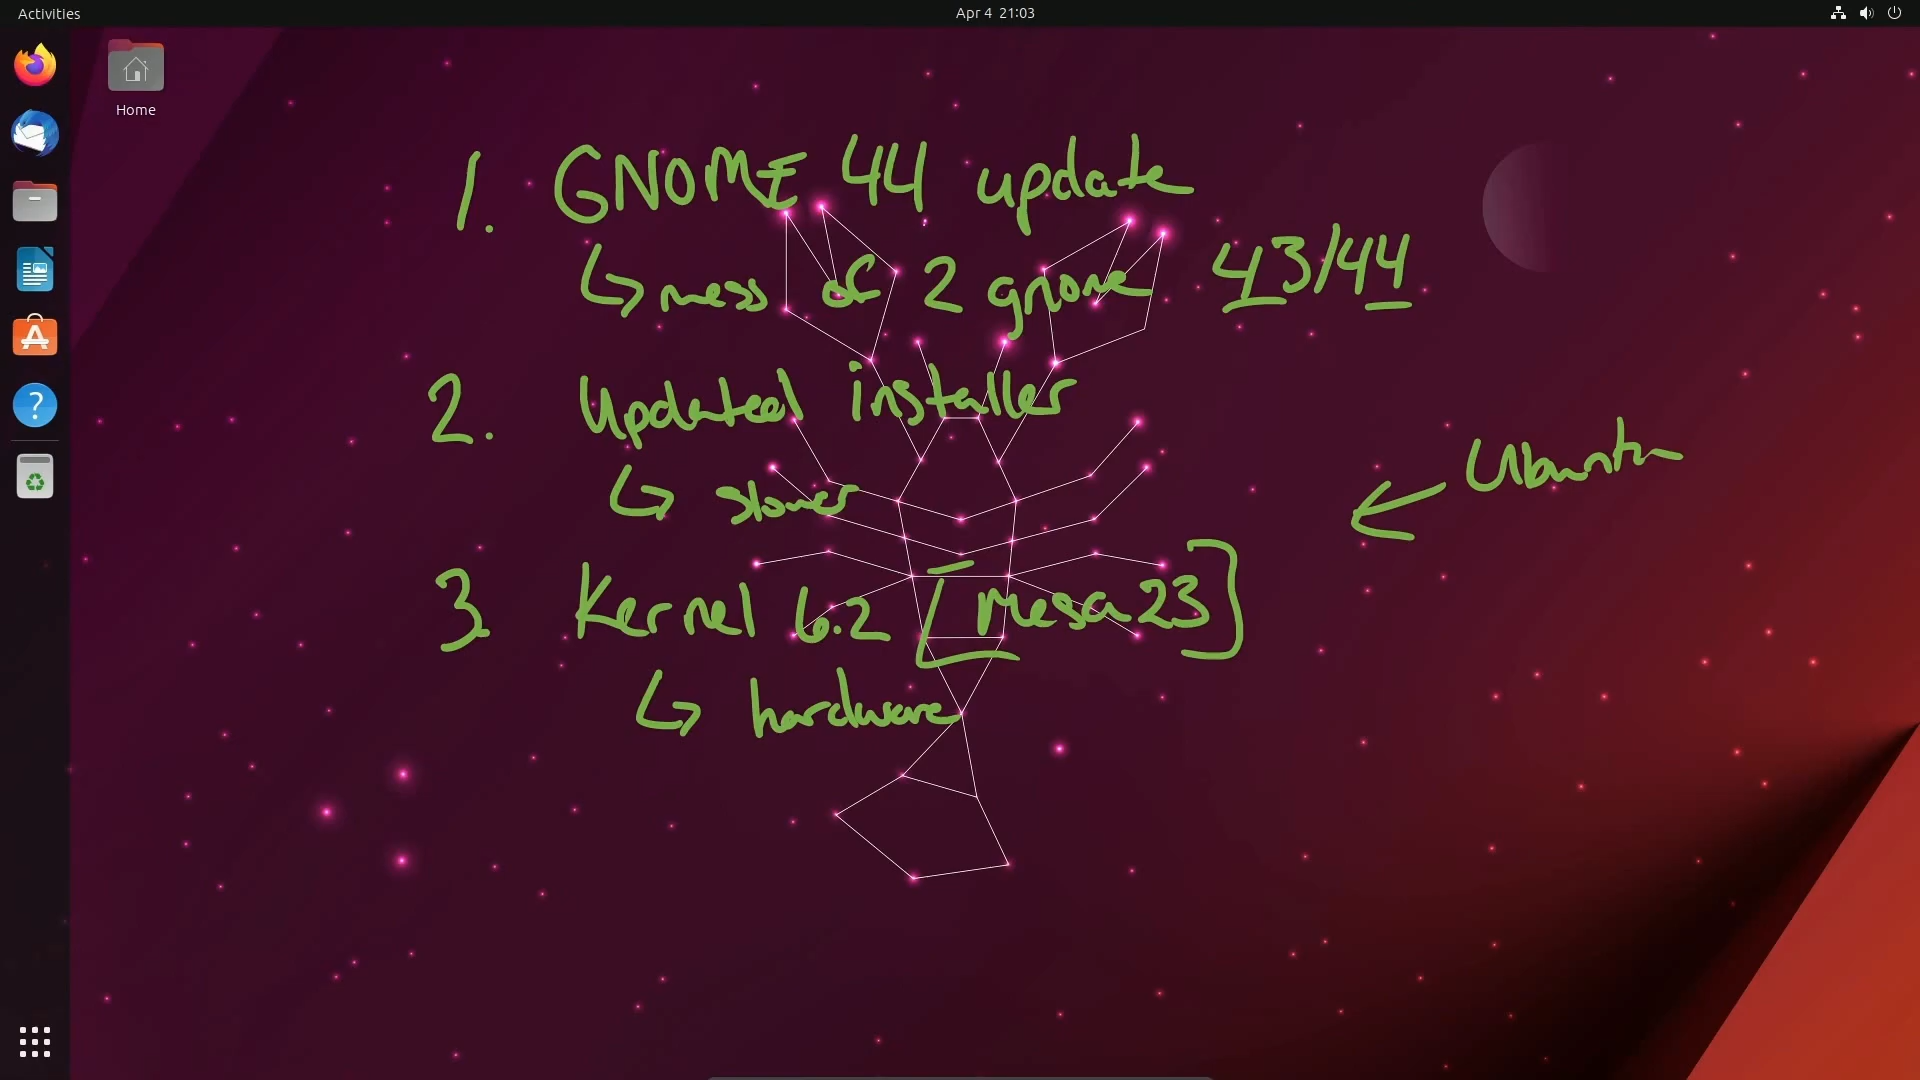 Activities
Apr 4 21:03
Home
1. GNOME 44 update
mess of 2 gnome 43/44
2. Updated installer
slower
Ubuntu
3 Kernel 6.2 [Mesa 23]
hardware